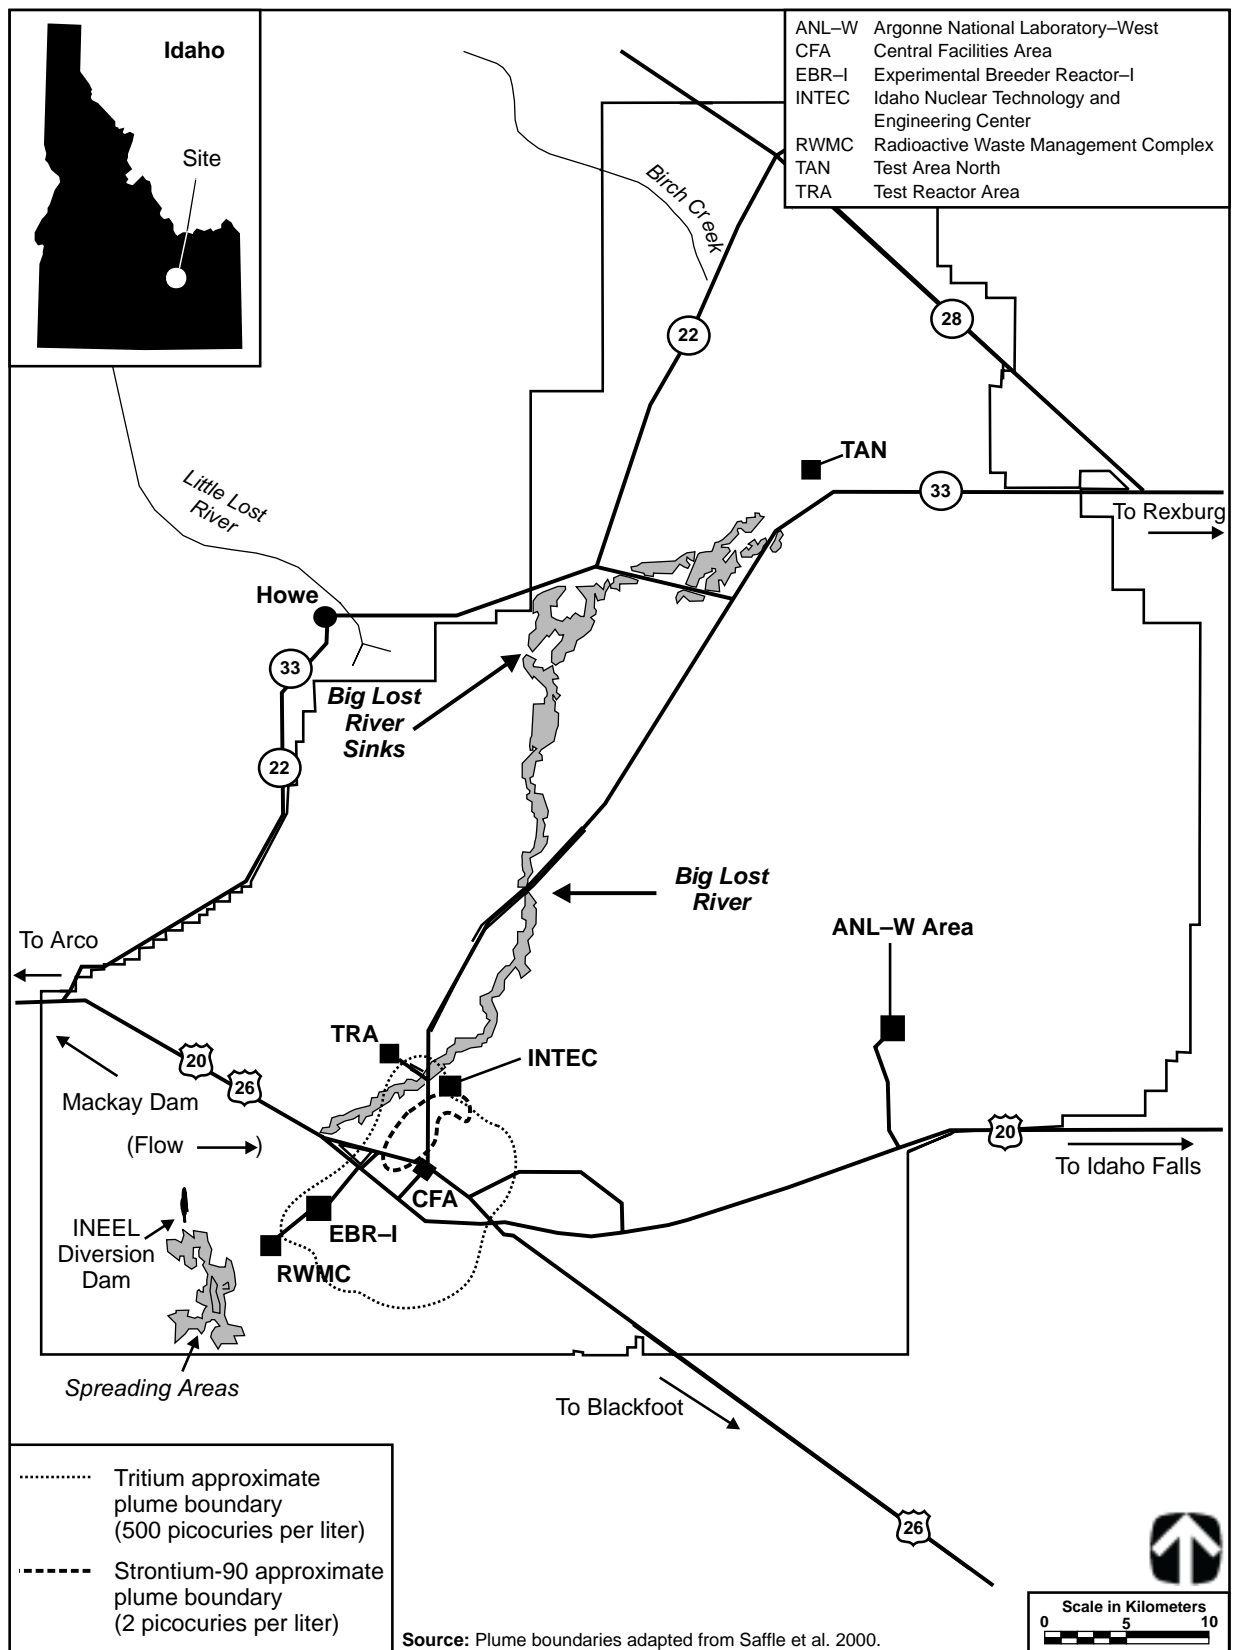 Idaho
Site
ANL–W Argonne National Laboratory–West
CFA Central Facilities Area
EBR–I Experimental Breeder Reactor–I
INTEC Idaho Nuclear Technology and
Engineering Center
RWMC Radioactive Waste Management Complex
TAN Test Area North
TRA Test Reactor Area
Birch Creek
28
22
TAN
33
To Rexburg
Little Lost
River
Howe
33
Big Lost
River
Sinks
22
Big Lost
River
ANL–W Area
To Arco
TRA
INTEC
20
26
Mackay Dam
(Flow )
20
To Idaho Falls
CFA
INEEL
Diversion
Dam
EBR–I
RWMC
Spreading Areas
To Blackfoot
26
Tritium approximate
plume boundary
(500 picocuries per liter)
Strontium-90 approximate
plume boundary
(2 picocuries per liter)
Source: Plume boundaries adapted from Saffle et al. 2000.
Scale in Kilometers
0 5 10